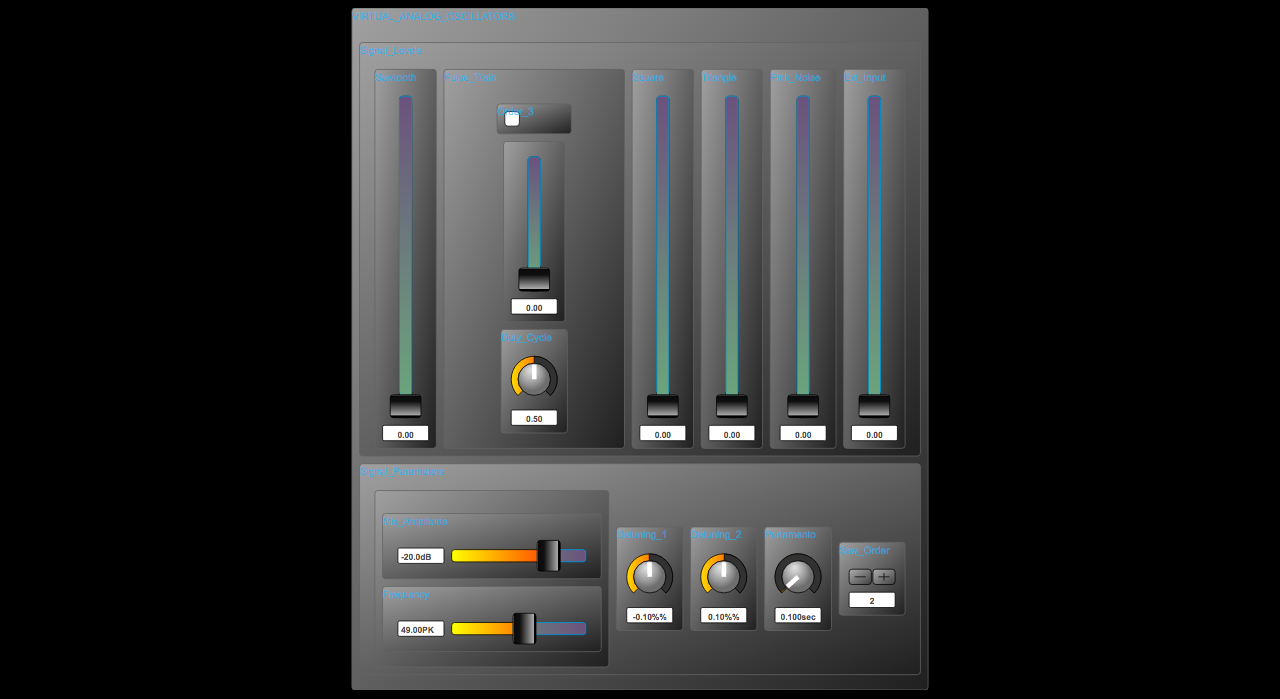 VIRTUAL_ANALOG_OSCILLATORS
Signal_Levels
Sawtooth
Pulse_Train
Square
Triangle
Pink_Noise
Ext_Input
Order_3
0.00
Duty_Cycle
0.50
0.00
0.00
0.00
0.00
0.00
Signal_Parameters
Mix_Amplitude
-20.0dB
Frequency
49.00PK
Detuning_1
-0.10%%
Detuning_2
0.10%%
Portamento
0.100sec
Saw_Order
2